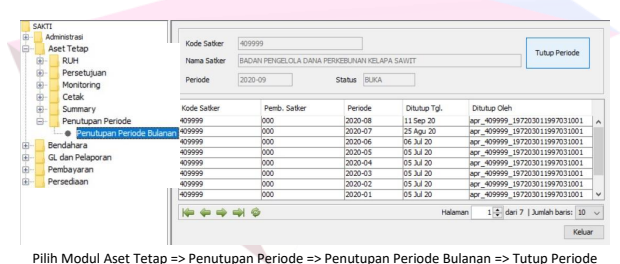 SAKTI
Administrasi
Aset Tetap
RUH
Persetujuan
Monitoring
Cetak
Summary
Penutupan Periode
Penutupan Periode Bulanan
Bendahara
GL dan Pelaporan
Pembayaran
Persediaan
Kode Satker 409999
Nama Satker BADAN PENGELOLA DANA PERKEBUNAN KELAPA SAWIT
Periode 2020-09 Status BUKA
Tutup Periode
Kode Satker Pemb. Satker Periode Ditutup Tgl. Ditutup Oleh
409999 000 2020-08 11 Sep 20 apr_409999_197203011997031001
409999 000 2020-07 25 Agu 20 apr_409999_197203011997031001
409999 000 2020-06 06 Jul 20 apr_409999_197203011997031001
409999 000 2020-05 05 Jul 20 apr_409999_197203011997031001
409999 000 2020-04 05 Jul 20 apr_409999_197203011997031001
409999 000 2020-03 05 Jul 20 apr_409999_197203011997031001
409999 000 2020-02 05 Jul 20 apr_409999_197203011997031001
409999 000 2020-01 05 Jul 20 apr_409999_197203011997031001
Halaman 1 dari 7 | Jumlah baris: 10
Keluar
Pilih Modul Aset Tetap => Penutupan Periode => Penutupan Periode Bulanan => Tutup Periode